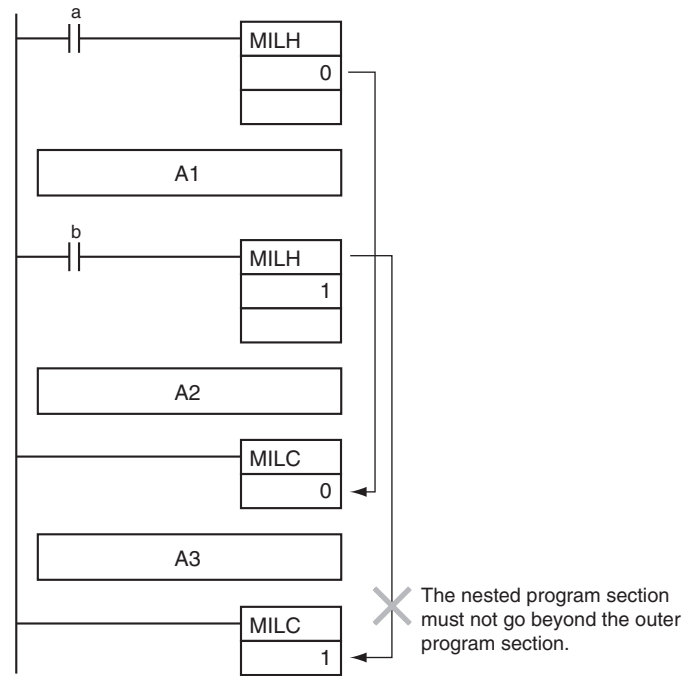 a
MILH
0
A1
b
MILH
1
A2
MILC
0
A3
The nested program section
must not go beyond the outer
program section.
MILC
1